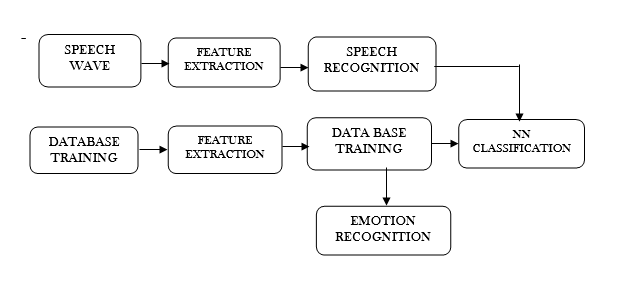 SPEECH
WAVE
FEATURE
EXTRACTION
SPEECH
RECOGNITION
DATABASE
TRAINING
FEATURE
EXTRACTION
DATA BASE
TRAINING
NN
CLASSIFICATION
EMOTION
RECOGNITION